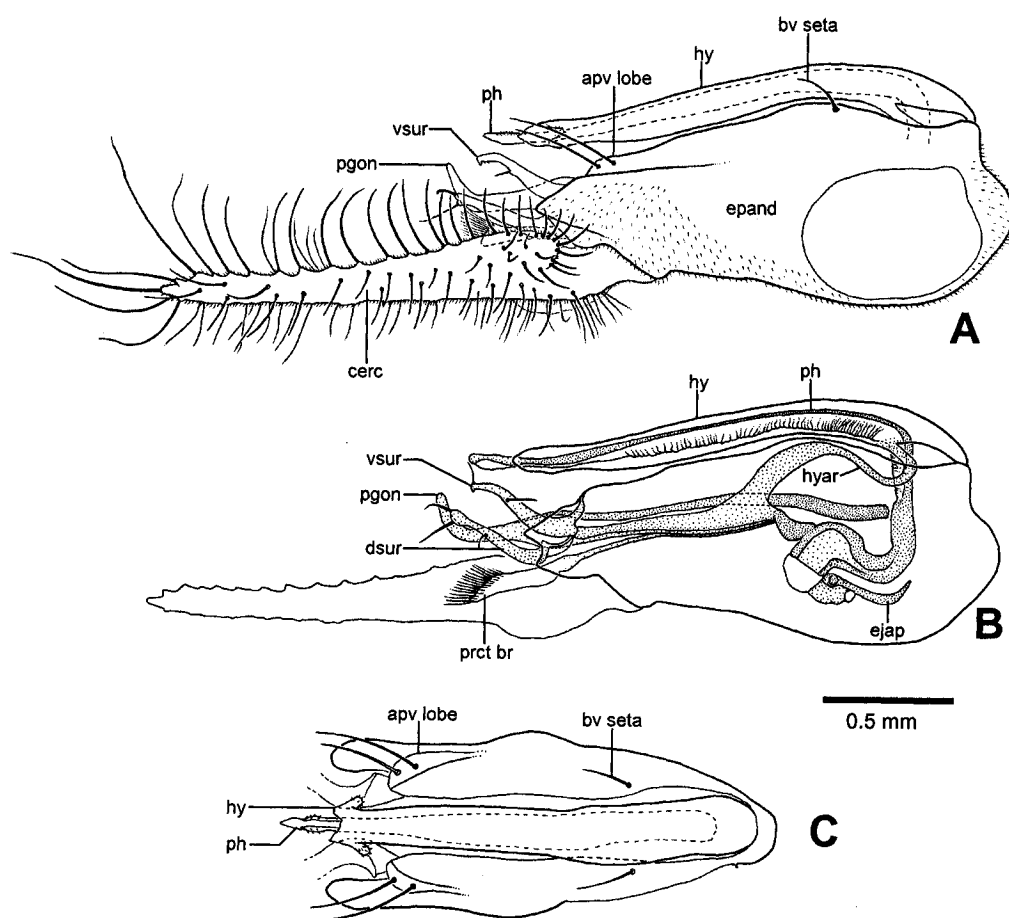 bv seta
hy
apv lobe
ph
vsur
pgon
epand
A
cerc
ph
hy
vsur
hyar
pgon
dsur
B
ejap
prct br
0.5 mm
apv lobe
bv seta
hy
C
ph